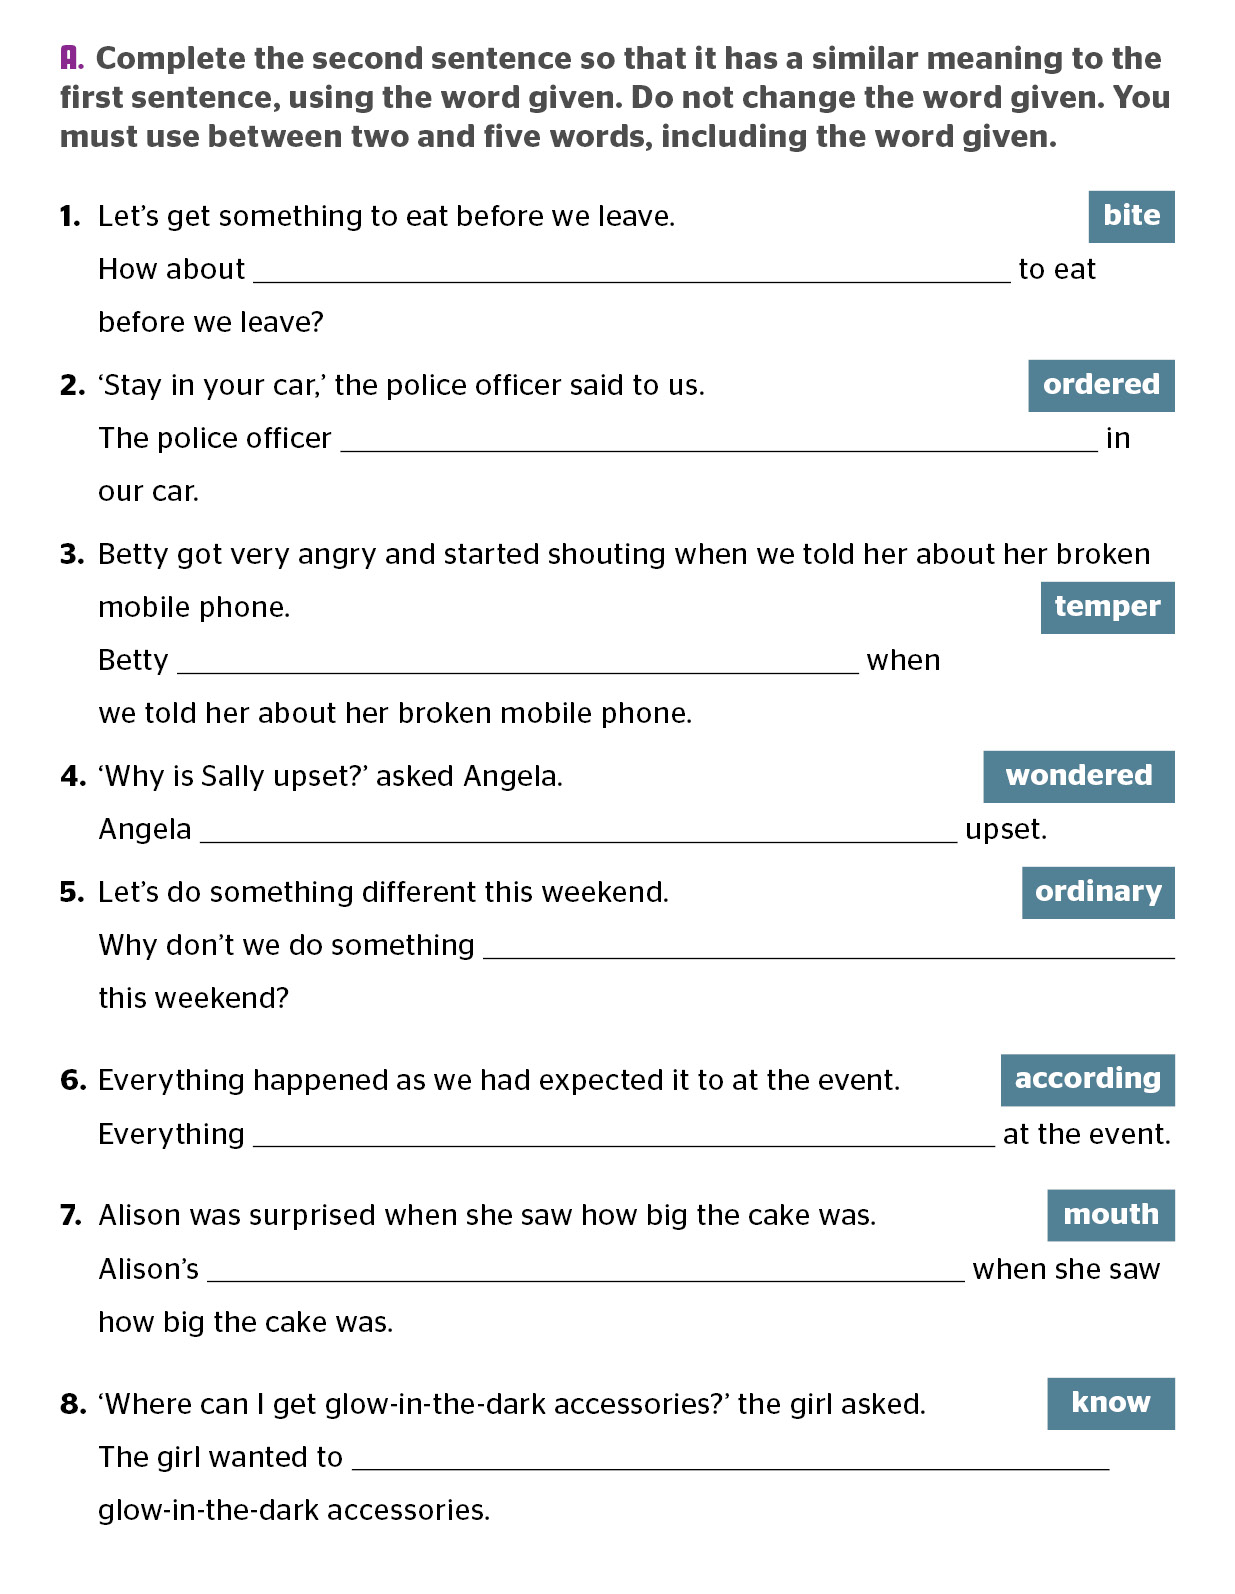 A. Complete the second sentence so that it has a similar meaning to the
first sentence, using the word given. Do not change the word given. You
must use between two and five words, including the word given.
1. Let’s get something to eat before we leave. bite
How about ______ to eat
before we leave?
2. ‘Stay in your car,’ the police officer said to us. ordered
The police officer ______ in
our car.
3. Betty got very angry and started shouting when we told her about her broken
mobile phone. temper
Betty ______ when
we told her about her broken mobile phone.
4. ‘Why is Sally upset?’ asked Angela. wondered
Angela ______ upset.
5. Let’s do something different this weekend. ordinary
Why don’t we do something ______
this weekend?
6. Everything happened as we had expected it to at the event. according
Everything ______ at the event.
7. Alison was surprised when she saw how big the cake was. mouth
Alison’s ______ when she saw
how big the cake was.
8. ‘Where can I get glow-in-the-dark accessories?’ the girl asked. know
The girl wanted to ______
glow-in-the-dark accessories.